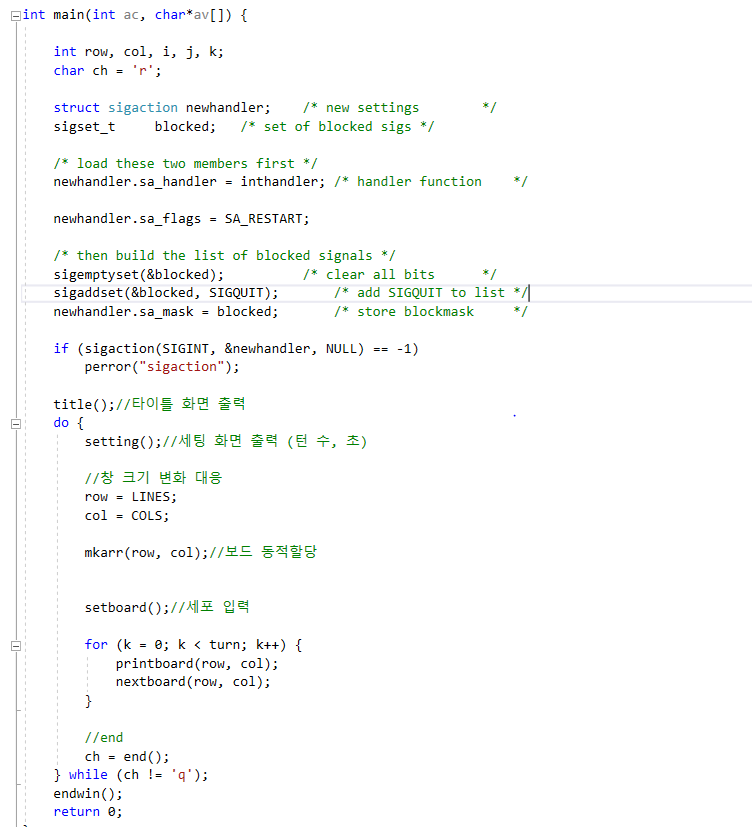 int main(int ac, char*av[]) {
int row, col, i, j, k;
char ch = 'r';
struct sigaction newhandler;    /* new settings        */
sigset_t     blocked;   /* set of blocked sigs */
/* load these two members first */
newhandler.sa_handler = inthandler; /* handler function    */
newhandler.sa_flags = SA_RESTART;
/* then build the list of blocked signals */
sigemptyset(&blocked);          /* clear all bits      */
sigaddset(&blocked, SIGQUIT);       /* add SIGQUIT to list */
newhandler.sa_mask = blocked;       /* store blockmask     */
if (sigaction(SIGINT, &newhandler, NULL) == -1)
perror("sigaction");
title();//타이틀 화면 출력
do {
setting();//세팅 화면 출력 (턴 수, 초)
//창 크기 변화 대응
row = LINES;
col = COLS;
mkarr(row, col);//보드 동적할당
setboard();//세포 입력
for (k = 0; k < turn; k++) {
printboard(row, col);
nextboard(row, col);
}
//end
ch = end();
} while (ch != 'q');
endwin();
return 0;